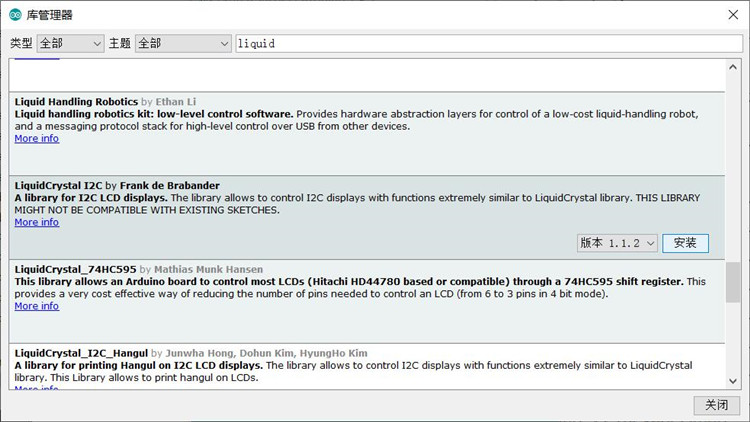 库管理器
类型 全部 主题 全部 liquid
Liquid Handling Robotics by Ethan Li
Liquid handling robotics kit: low-level control software. Provides hardware abstraction layers for control of a low-cost liquid-handling robot,
and a messaging protocol stack for high-level control over USB from other devices.
More info
LiquidCrystal I2C by Frank de Brabander
A library for I2C LCD displays. The library allows to control I2C displays with functions extremely similar to LiquidCrystal library. THIS LIBRARY
MIGHT NOT BE COMPATIBLE WITH EXISTING SKETCHES.
More info
版本 1.1.2 安装
LiquidCrystal_74HC595 by Mathias Munk Hansen
This library allows an Arduino board to control most LCDs (Hitachi HD44780 based or compatible) through a 74HC595 shift register. This
provides a very cost effective way of reducing the number of pins needed to control an LCD (from 6 to 3 pins in 4 bit mode).
More info
LiquidCrystal_I2C_Hangul by Junwha Hong, Dohun Kim, HyungHo Kim
A library for printing Hangul on I2C LCD displays. The library allows to control I2C displays with functions extremely similar to LiquidCrystal
library. This Library allows to print hangul on LCDs.
More info
关闭